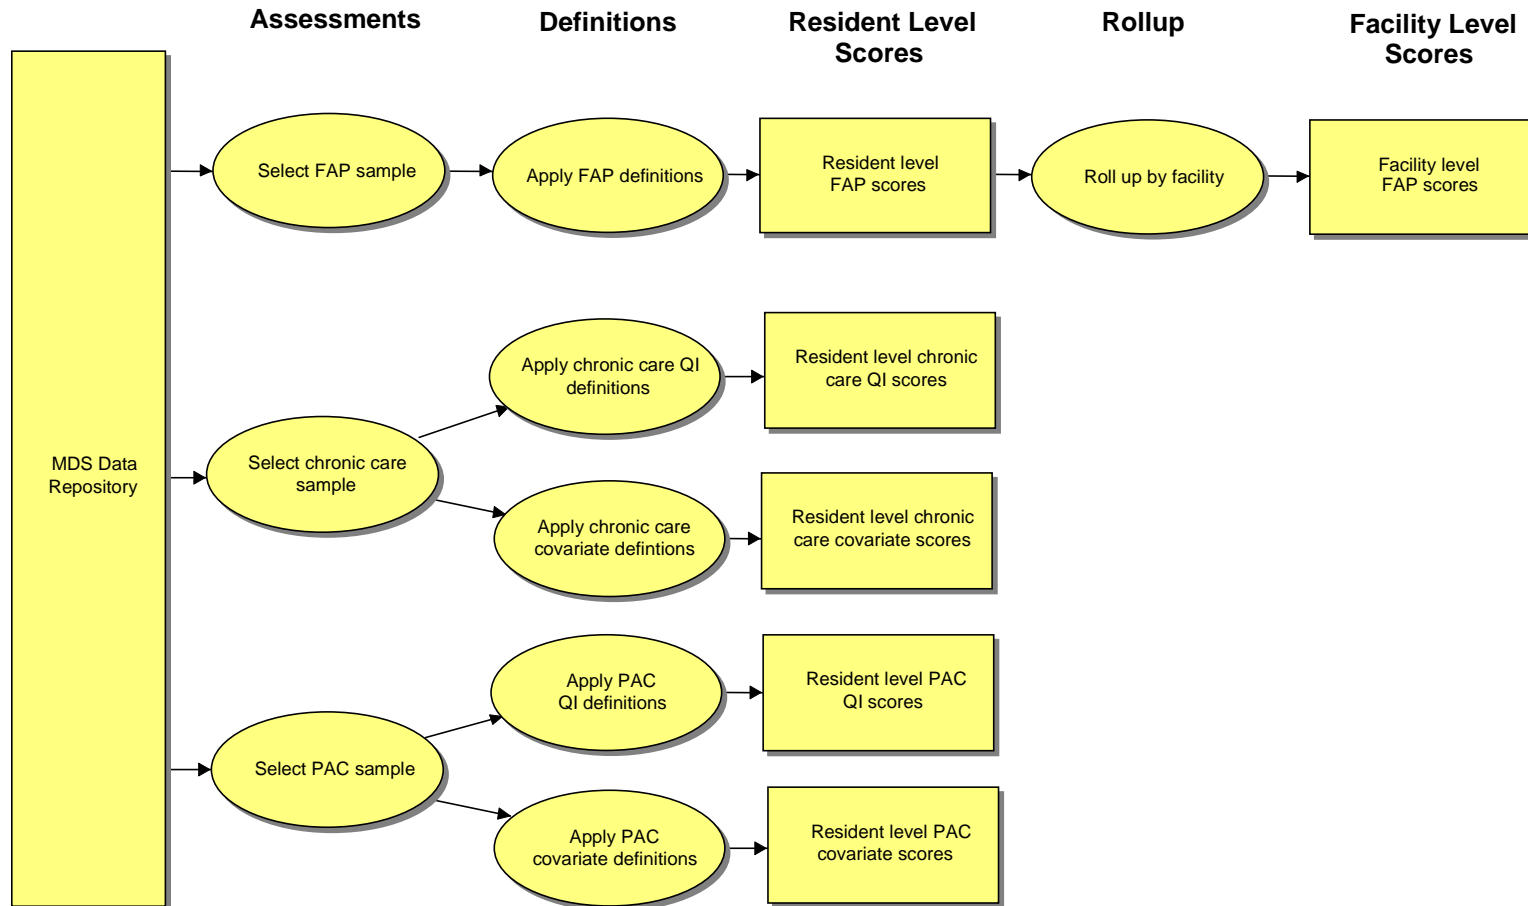 Assessments
Definitions
Resident Level
Scores
Rollup
Facility Level
Scores
Select FAP sample
Apply FAP definitions
Resident level
FAP scores
Roll up by facility
Facility level
FAP scores
MDS Data
Repository
Select chronic care
sample
Apply chronic care QI
definitions
Resident level chronic
care QI scores
Apply chronic care
covariate defintions
Resident level chronic
care covariate scores
Select PAC sample
Apply PAC
QI definitions
Resident level PAC
QI scores
Apply PAC
covariate definitions
Resident level PAC
covariate scores